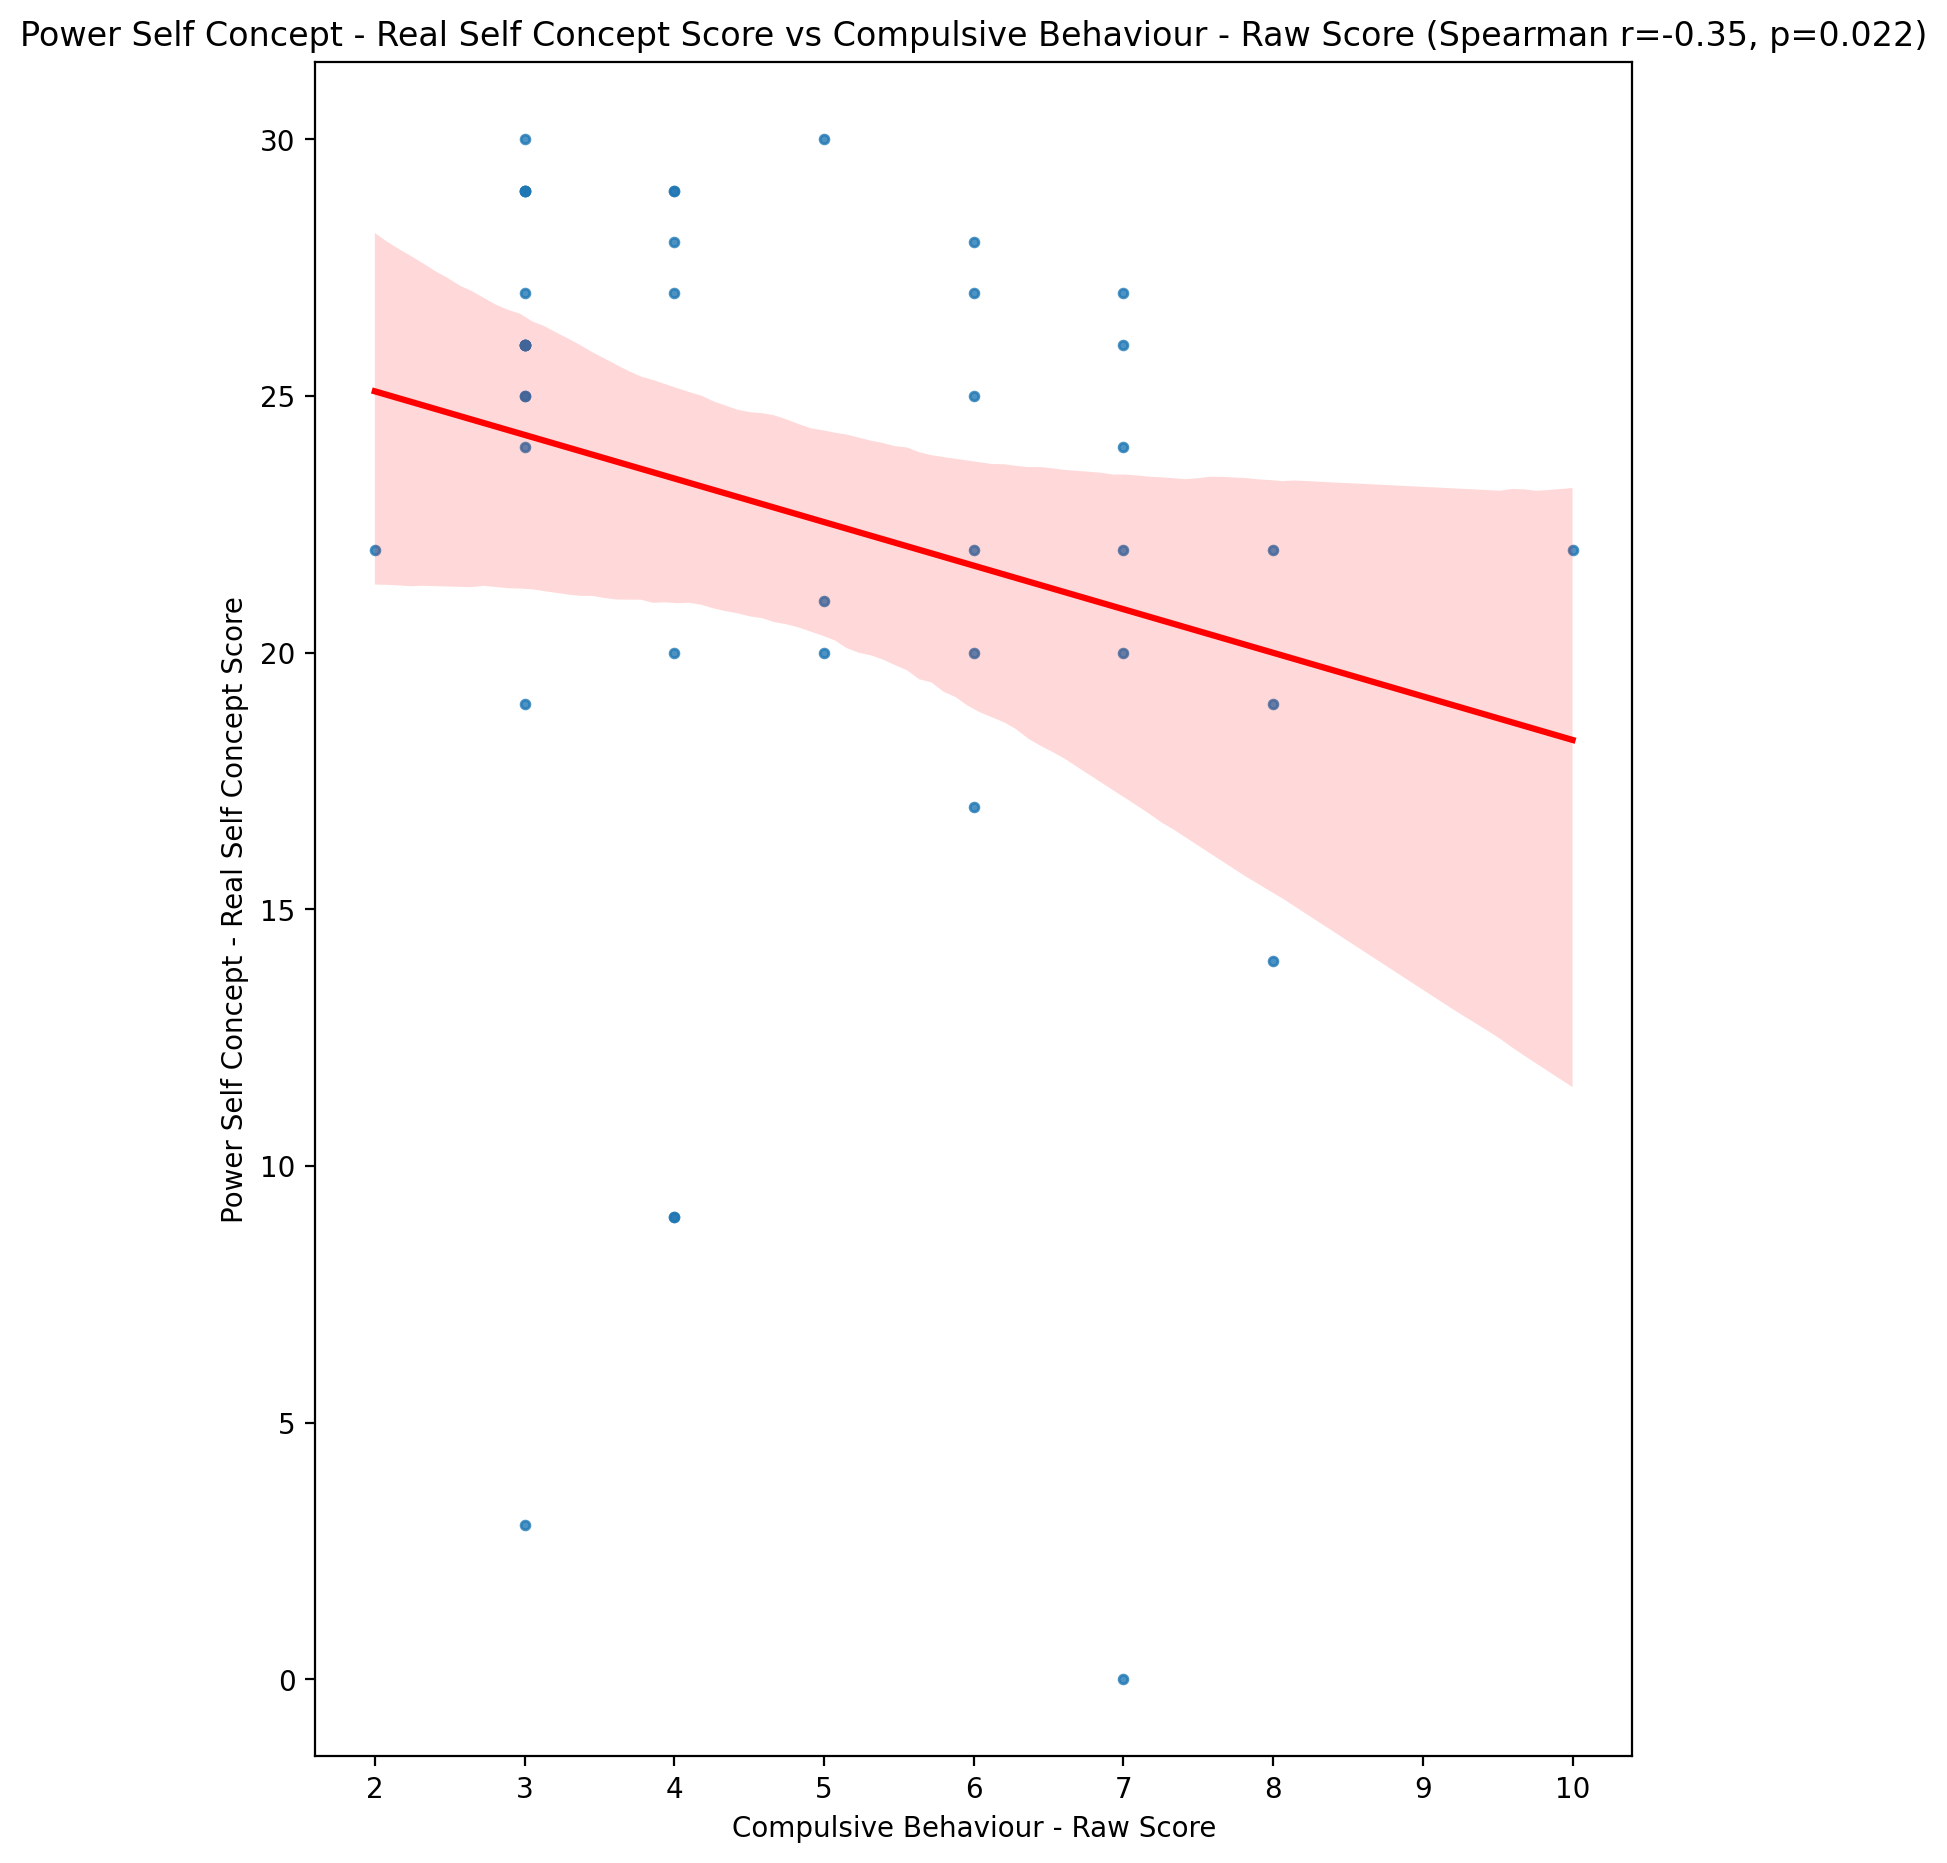 Power Self Concept - Real Self Concept Score vs Compulsive Behaviour - Raw Score (Spearman r=-0.35, p=0.022)
30
25
20
15
10
5
0
Power Self Concept - Real Self Concept Score
2 3 4 5 6 7 8 9 10
Compulsive Behaviour - Raw Score